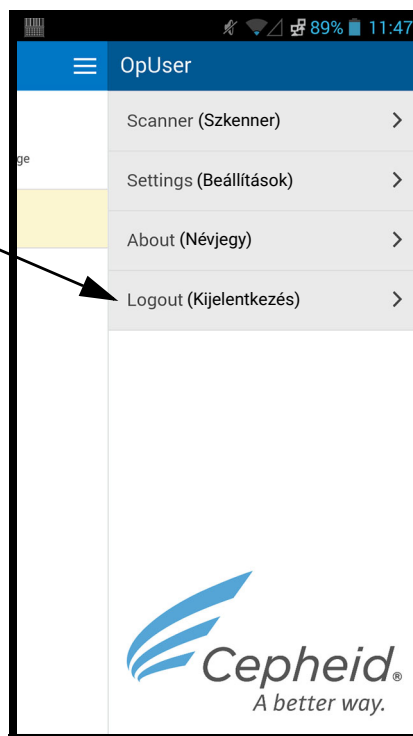 89% 11:47
OpUser
ge
Scanner (Szkenner)
Settings (Beállítások)
About (Névjegy)
Logout (Kijelentkezés)
Cepheid®
A better way.